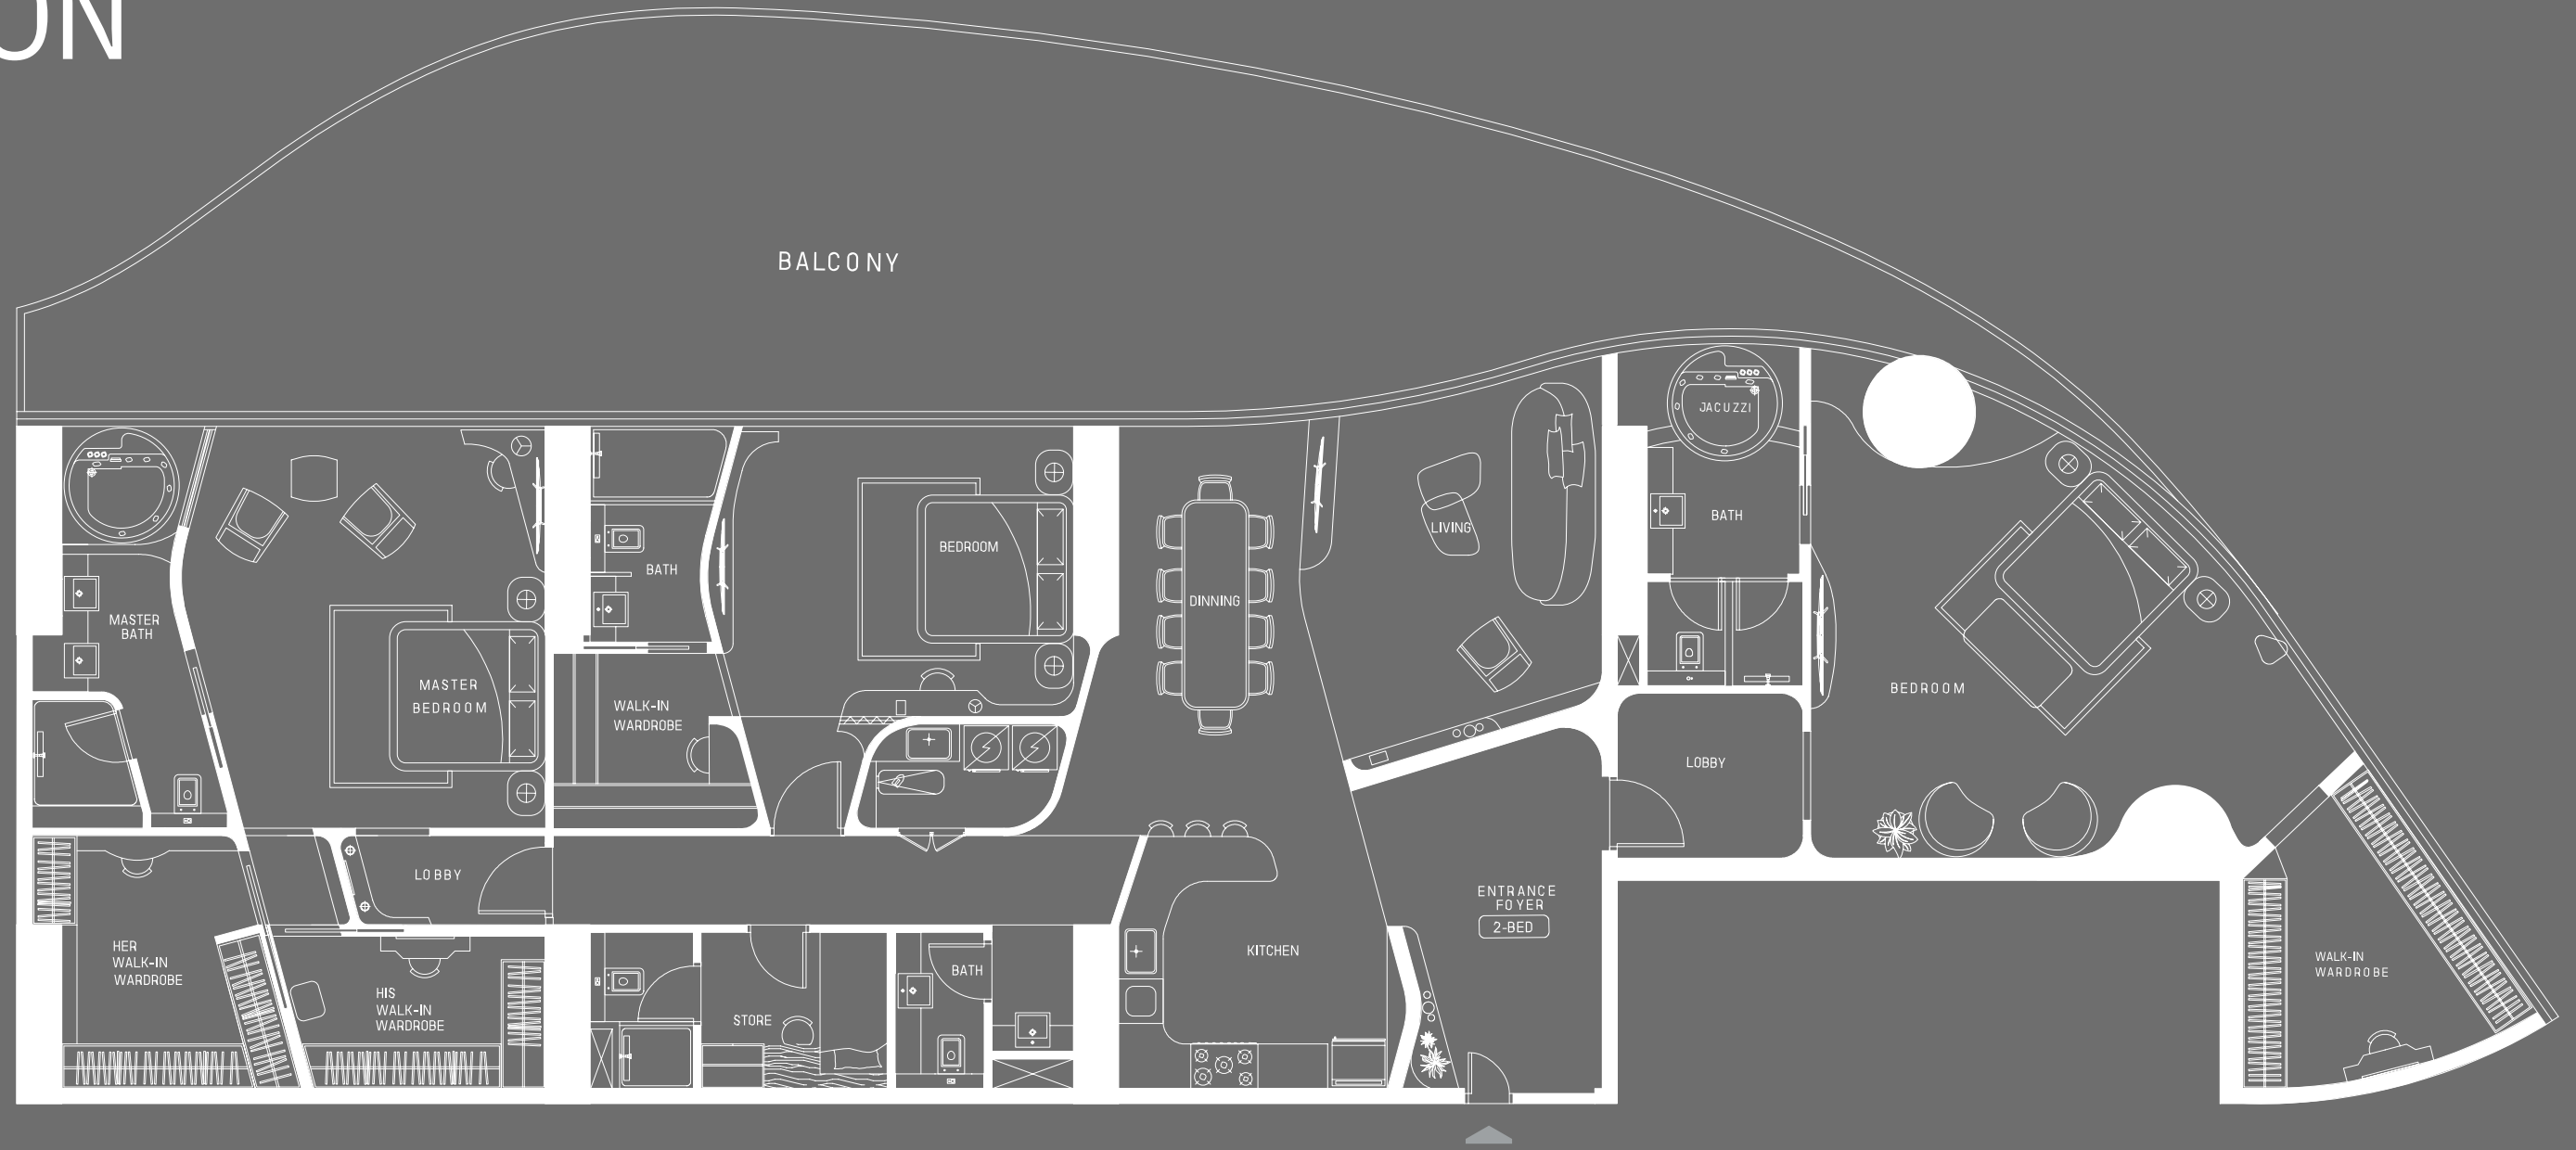 ON
BALCONY
JACUZZI
BATH
LIVING
BEDROOM
BATH
DINNING
MASTER
BATH
MASTER
BEDROOM
WALK-IN
WARDROBE
BEDROOM
LOBBY
LOBBY
ENTRANCE
FOYER
2-BED
HER
WALK-IN
WARDROBE
HIS
WALK-IN
WARDROBE
STORE
BATH
KITCHEN
WALK-IN
WARDROBE